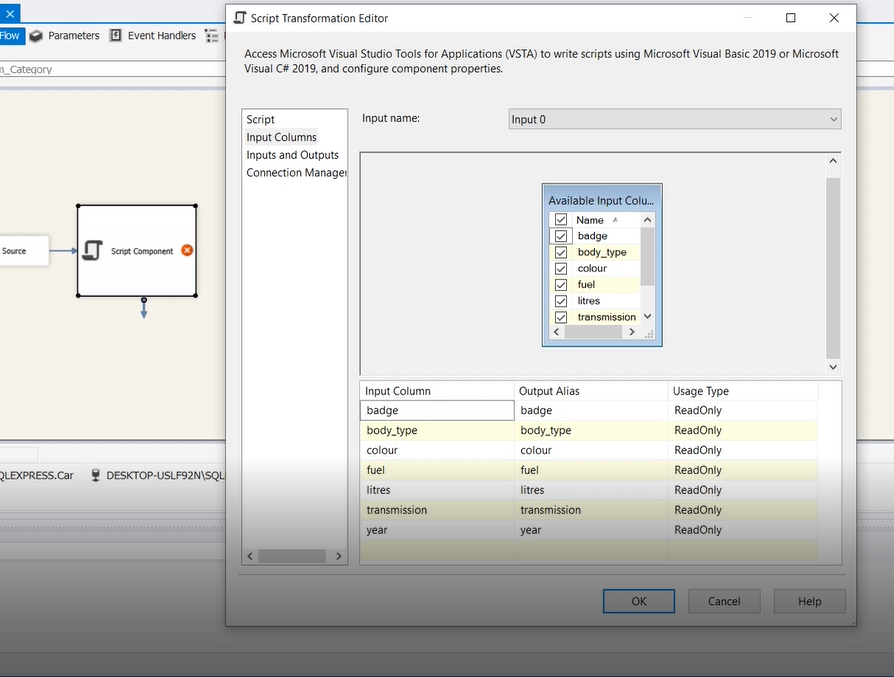 Script Transformation Editor
Flow
Parameters
Event Handlers
m_Category
Access Microsoft Visual Studio Tools for Applications (VSTA) to write scripts using Microsoft Visual Basic 2019 or Microsoft
Visual C# 2019, and configure component properties.
Script
Input Columns
Inputs and Outputs
Connection Manager
Input name:
Input 0
Available Input Colu...
Name
badge
body_type
colour
fuel
litres
transmission
Source
Script Component
Input Column Output Alias Usage Type
badge badge ReadOnly
body_type body_type ReadOnly
colour colour ReadOnly
fuel fuel ReadOnly
litres litres ReadOnly
transmission transmission ReadOnly
year year ReadOnly
QLEXPRESS.Car
DESKTOP-USLF92N\SQL
OK Cancel Help